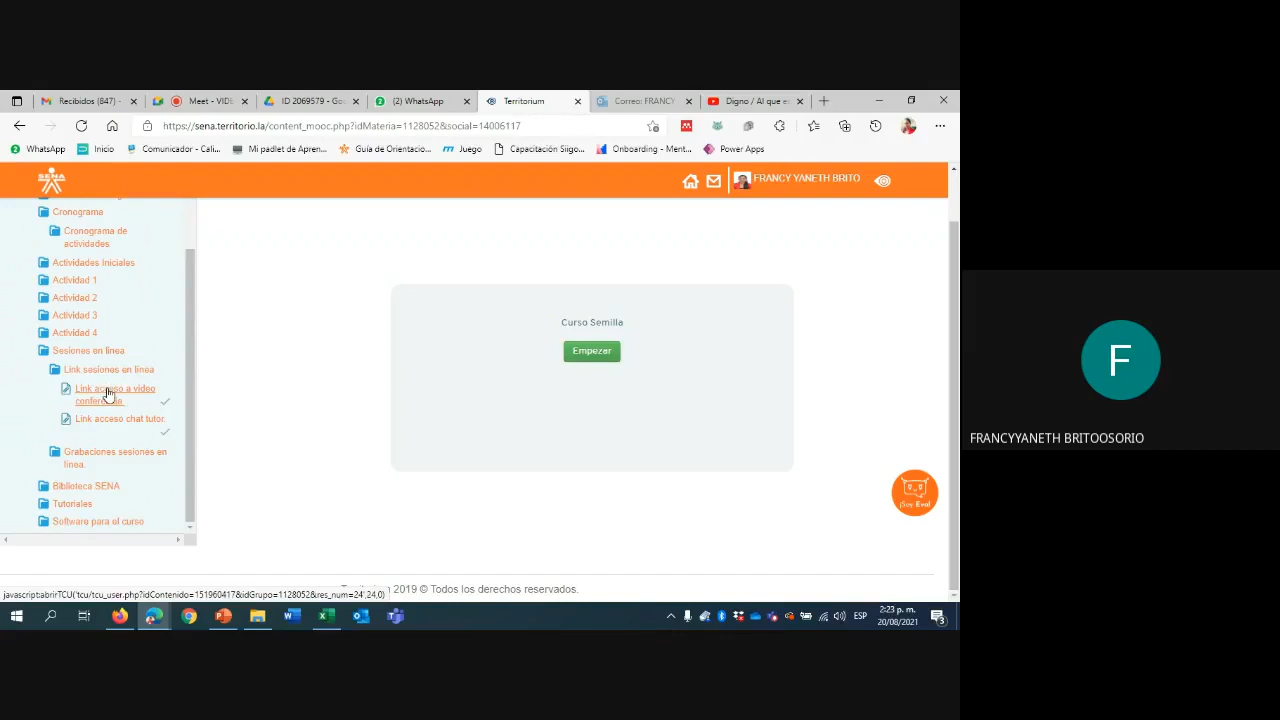 Recibidos (847) -
Meet - VIDE
ID 2069579 - Goo
(2) WhatsApp
Territorium
Correo: FRANCY
Digno / Al que es
https://sena.territorio.la/content_mooc.php?idMateria=1128052&social=14006117
WhatsApp
Inicio
Comunicador - Cali...
Mi padlet de Apren...
Guía de Orientacio...
Juego
Capacitación Siigo...
Onboarding - Ment...
Power Apps
SENA
FRANCY YANETH BRITO
Cronograma
Cronograma de
actividades
Actividades Iniciales
Actividad 1
Actividad 2
Actividad 3
Actividad 4
Sesiones en línea
Link sesiones en línea
Link acceso a video
conferencia.
Link acceso chat tutor.
Grabaciones sesiones en
línea.
Biblioteca SENA
Tutoriales
Software para el curso
Curso Semilla
Empezar
¡Soy Eva!
2019 © Todos los derechos reservados.
javascript:abrirTCU('tcu/tcu_user.php?idContenido=151960417&idGrupo=1128052&res_num=24',24,0)
ESP
2:23 p. m.
20/08/2021
3
F
FRANCYYANETH BRITOOSORIO